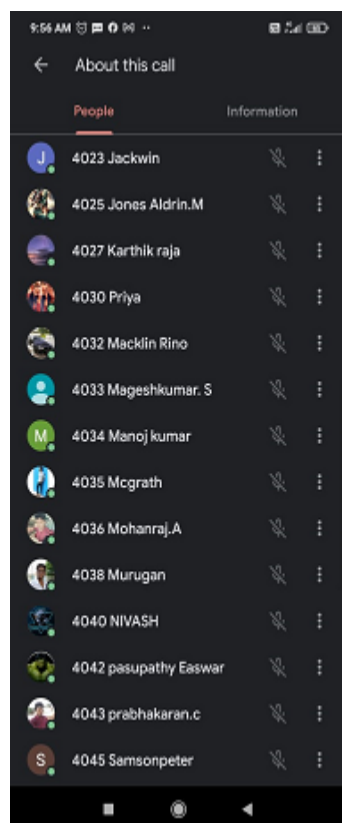 9:56 AM
About this call
People Information
J 4023 Jackwin
4025 Jones Aldrin.M
4027 Karthik raja
4030 Priya
4032 Macklin Rino
4033 Mageshkumar. S
M 4034 Manoj kumar
4035 Mcgrath
4036 Mohanraj.A
4038 Murugan
4040 NIVASH
4042 pasupathy Easwar
4043 prabhakaran.c
S 4045 Samsonpeter